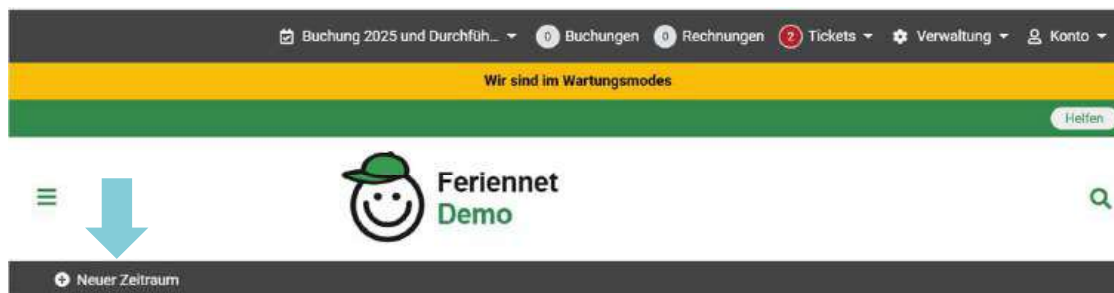 Buchung 2025 und Durchfüh... 0 Buchungen 0 Rechnungen 2 Tickets Verwaltung Konto
Wir sind im Wartungsmodes
Helfen
Feriennet
Demo
Neuer Zeitraum